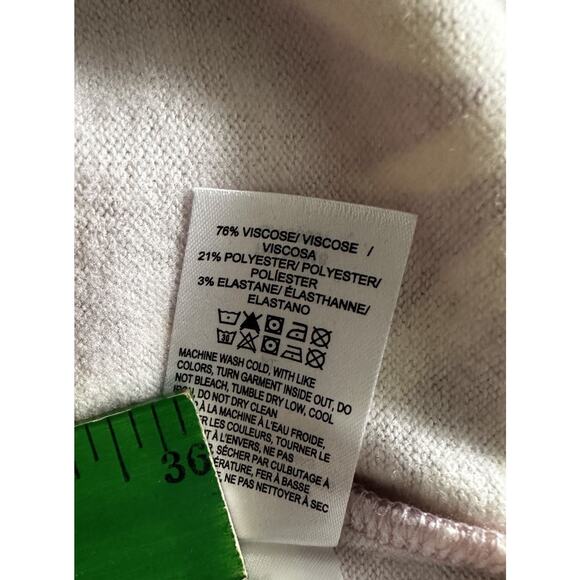 76% VISCOSE/ VISCOSE /
VISCOSA
21% POLYESTER/ POLYESTER/
POLÍESTER
3% ELASTANE/ ÉLASTHANNE/
ELASTANO
30
MACHINE WASH COLD, WITH LIKE
COLORS, TURN GARMENT INSIDE OUT, DO
NOT BLEACH, TUMBLE DRY LOW, COOL
DO NOT DRY CLEAN
À LA MACHINE À L'EAU FROIDE,
LES COULEURS, TOURNER LE
T À L'ENVERS, NE PAS
SÉCHER PAR CULBUTAGE À
FER À BASSE
NE PAS NETTOYER À SEC
36